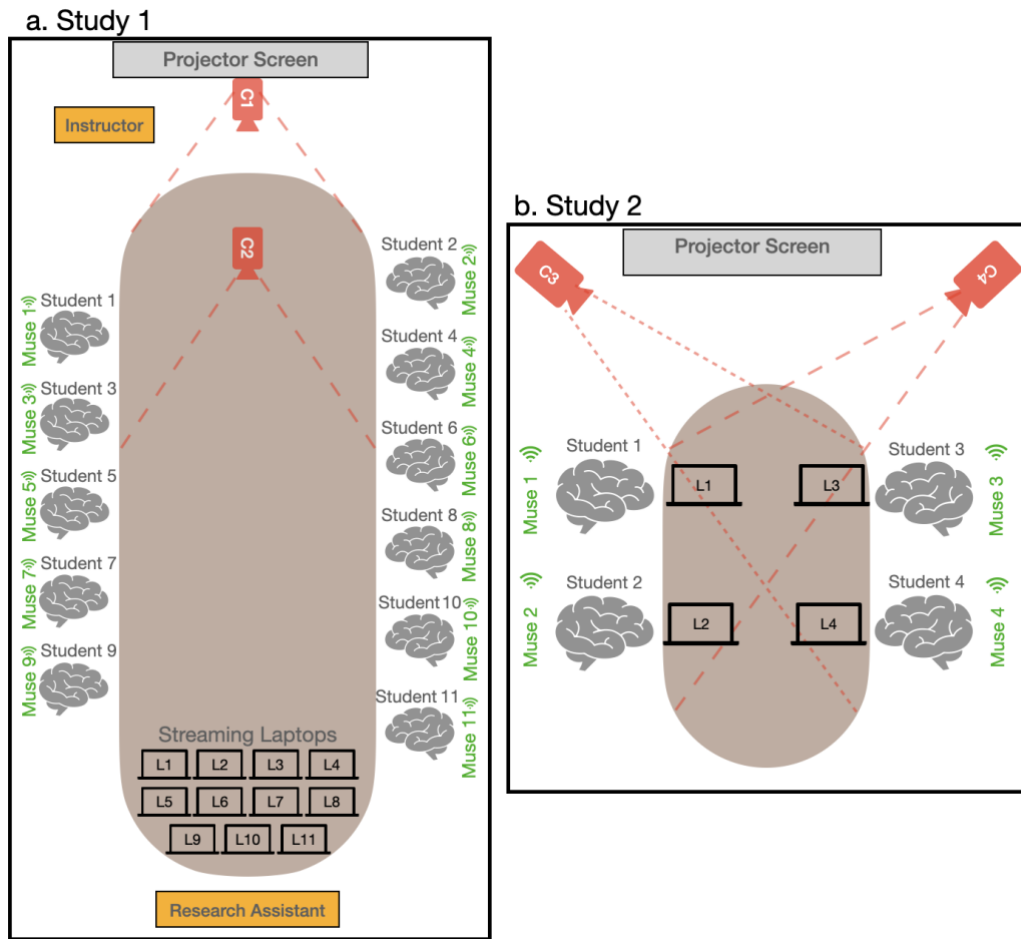 a. Study 1
Projector Screen
C1
Instructor
C2
Student 1
Muse 1
Student 3
Muse 3
Student 5
Muse 5
Student 7
Muse 7
Student 9
Muse 9
Student 2
Muse 2
Student 4
Muse 4
Student 6
Muse 6
Student 8
Muse 8
Student 10
Muse 10
Student 11
Muse 11
Streaming Laptops
L1 L2 L3 L4
L5 L6 L7 L8
L9 L10 L11
Research Assistant
b. Study 2
Projector Screen
C3
C4
Student 1
Muse 1
L1
L3
Student 3
Muse 3
Student 2
Muse 2
L2
L4
Student 4
Muse 4